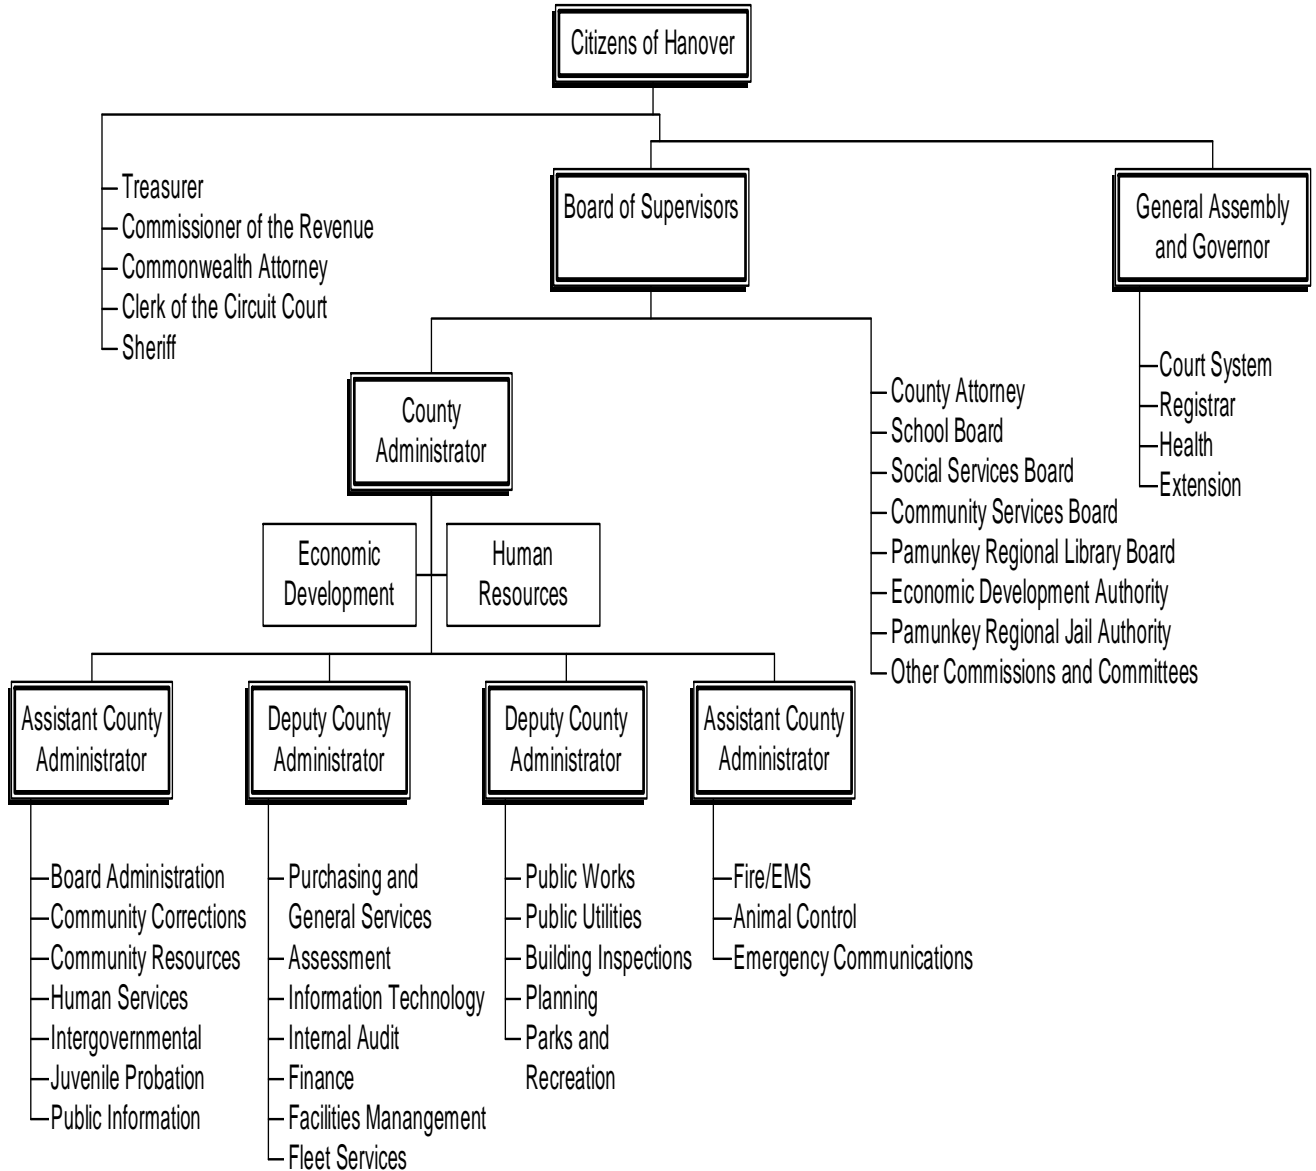 Citizens of Hanover
Treasurer
Commissioner of the Revenue
Commonwealth Attorney
Clerk of the Circuit Court
Sheriff
Board of Supervisors
General Assembly
and Governor
Court System
Registrar
Health
Extension
County
Administrator
County Attorney
School Board
Social Services Board
Community Services Board
Pamunkey Regional Library Board
Economic Development Authority
Pamunkey Regional Jail Authority
Other Commissions and Committees
Economic
Development
Human
Resources
Assistant County
Administrator
Board Administration
Community Corrections
Community Resources
Human Services
Intergovernmental
Juvenile Probation
Public Information
Deputy County
Administrator
Purchasing and
General Services
Assessment
Information Technology
Internal Audit
Finance
Facilities Manangement
Fleet Services
Deputy County
Administrator
Public Works
Public Utilities
Building Inspections
Planning
Parks and
Recreation
Assistant County
Administrator
Fire/EMS
Animal Control
Emergency Communications